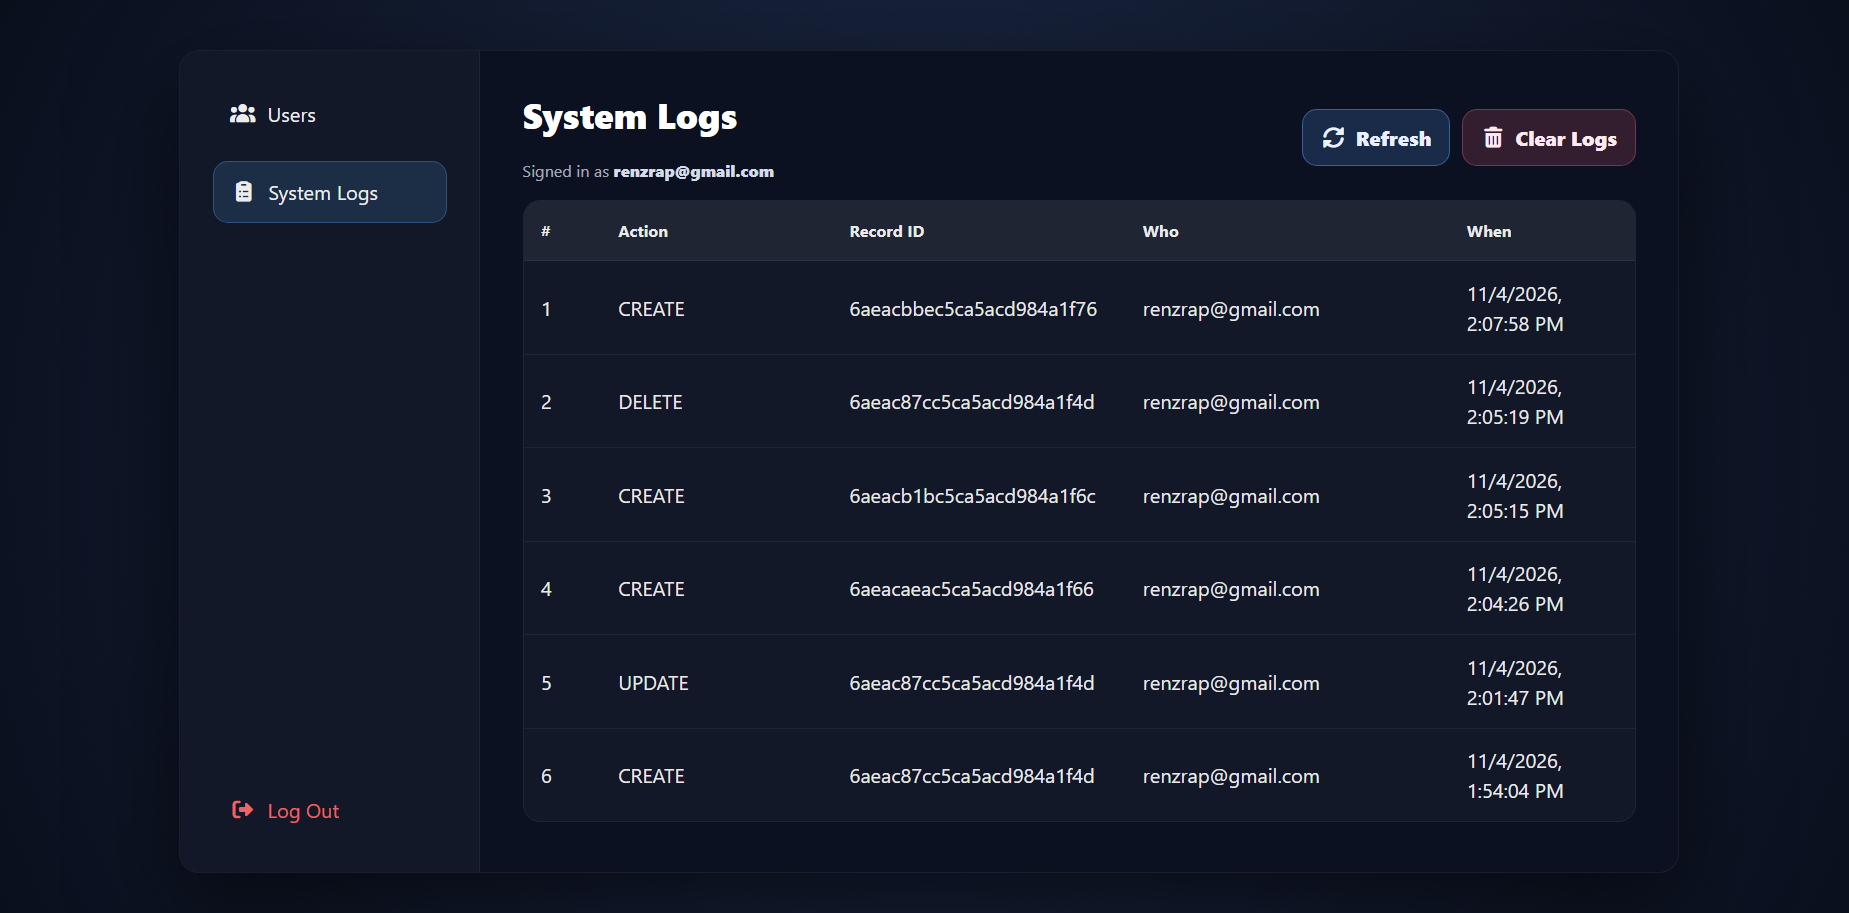 Users
System Logs
Log Out
System Logs
Signed in as renzrap@gmail.com
Refresh
Clear Logs
# Action Record ID Who When
1 CREATE 6aeacbbec5ca5acd984a1f76 renzrap@gmail.com 11/4/2026,
2:07:58 PM
2 DELETE 6aeac87cc5ca5acd984a1f4d renzrap@gmail.com 11/4/2026,
2:05:19 PM
3 CREATE 6aeacb1bc5ca5acd984a1f6c renzrap@gmail.com 11/4/2026,
2:05:15 PM
4 CREATE 6aeacaeac5ca5acd984a1f66 renzrap@gmail.com 11/4/2026,
2:04:26 PM
5 UPDATE 6aeac87cc5ca5acd984a1f4d renzrap@gmail.com 11/4/2026,
2:01:47 PM
6 CREATE 6aeac87cc5ca5acd984a1f4d renzrap@gmail.com 11/4/2026,
1:54:04 PM